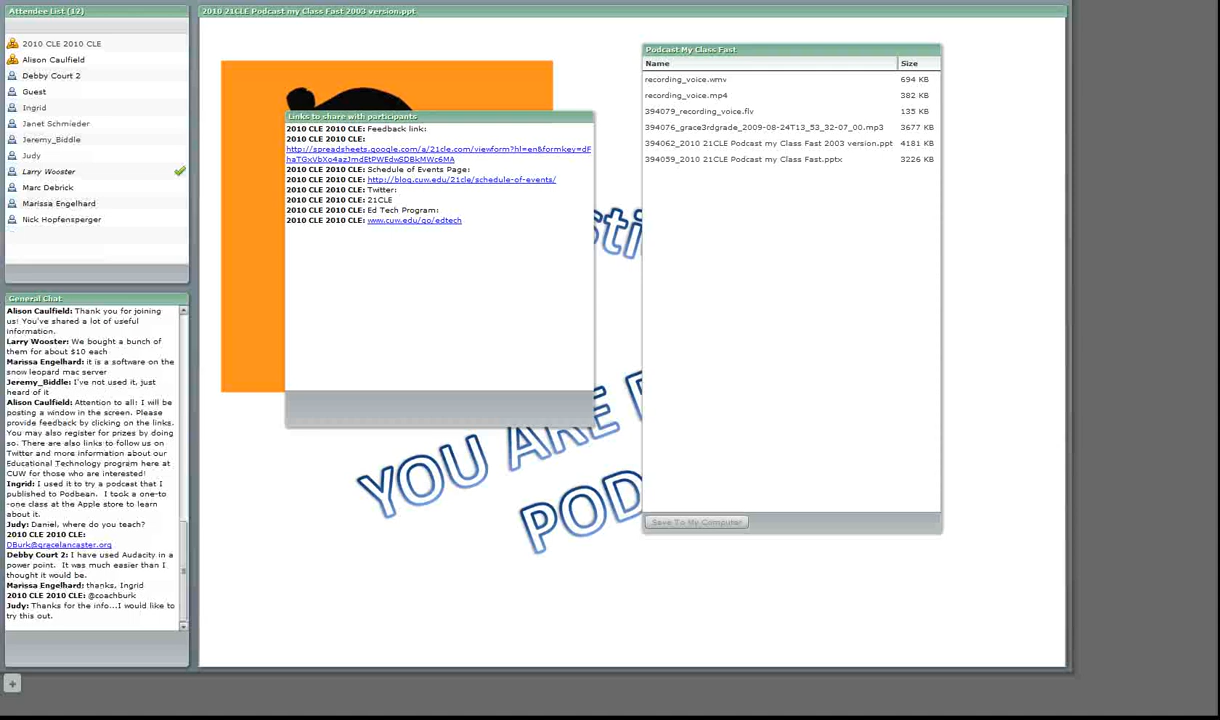 Attendee List (12)
2010 CLE 2010 CLE
Alison Caulfield
Debby Court 2
Guest
Ingrid
Janet Schmieder
Jeremy_Biddle
Judy
Larry Wooster
Marc Debrick
Marissa Engelhard
Nick Hopfensperger
General Chat
Alison Caulfield: Thank you for joining
us! You've shared a lot of useful
information.
Larry Wooster: We bought a bunch of
them for about $10 each
Marissa Engelhard: it is a software on the
snow leopard mac server
Jeremy_Biddle: I've not used it, just
heard of it
Alison Caulfield: Attention to all: I will be
posting a window in the screen. Please
provide feedback by clicking on the links.
You may also register for prizes by doing
so. There are also links to follow us on
Twitter and more information about our
Educational Technology program here at
CUW for those who are interested!
Ingrid: I used it to try a podcast that I
published to Podbean. I took a one-to
-one class at the Apple store to learn
about it.
Judy: Daniel, where do you teach?
2010 CLE 2010 CLE:
DBurk@gracelancaster.org
Debby Court 2: I have used Audacity in a
power point. It was much easier than I
thought it would be.
Marissa Engelhard: thanks, Ingrid
2010 CLE 2010 CLE: @coachburk
Judy: Thanks for the info...I would like to
try this out.
2010 21CLE Podcast my Class Fast 2003 version.ppt
Links to share with participants
2010 CLE 2010 CLE: Feedback link:
2010 CLE 2010 CLE:
http://spreadsheets.google.com/a/21cle.com/viewform?hl=en&formkey=dF
haTGxVbXo4azJmdEtPWEdwSDBkMWc6MA
2010 CLE 2010 CLE: Schedule of Events Page:
2010 CLE 2010 CLE: http://blog.cuw.edu/21cle/schedule-of-events/
2010 CLE 2010 CLE: Twitter:
2010 CLE 2010 CLE: 21CLE
2010 CLE 2010 CLE: Ed Tech Program:
2010 CLE 2010 CLE: www.cuw.edu/go/edtech
YOU ARE
POD
Podcast My Class Fast
Name Size
recording_voice.wmv 694 KB
recording_voice.mp4 382 KB
394079_recording_voice.flv 135 KB
394076_grace3rdgrade_2009-08-24T13_53_32-07_00.mp3 3677 KB
394062_2010 21CLE Podcast my Class Fast 2003 version.ppt 4181 KB
394059_2010 21CLE Podcast my Class Fast.pptx 3226 KB
Save To My Computer